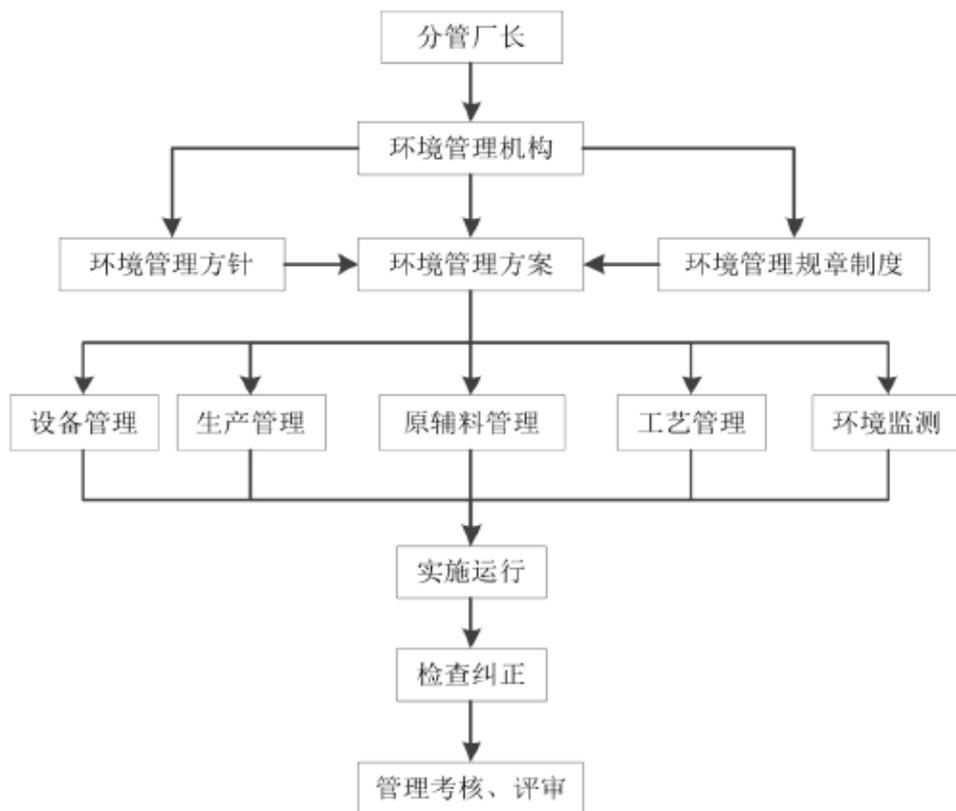 分管厂长
环境管理机构
环境管理方针
环境管理方案
环境管理规章制度
设备管理
生产管理
原辅料管理
工艺管理
环境监测
实施运行
检查纠正
管理考核、评审